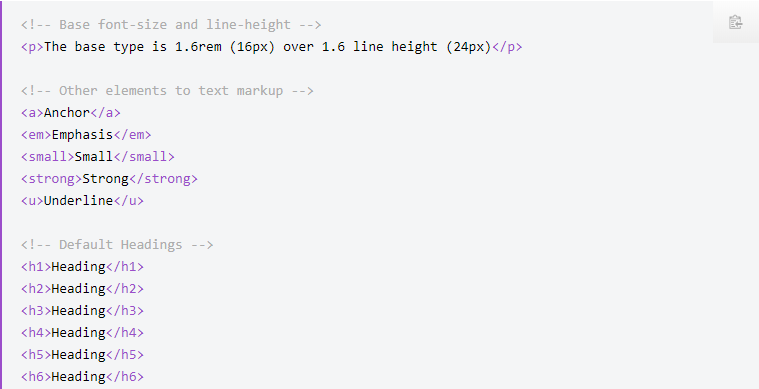 <!-- Base font-size and line-height -->
<p>The base type is 1.6rem (16px) over 1.6 line height (24px)</p>
<!-- Other elements to text markup -->
<a>Anchor</a>
<em>Emphasis</em>
<small>Small</small>
<strong>Strong</strong>
<u>Underline</u>
<!-- Default Headings -->
<h1>Heading</h1>
<h2>Heading</h2>
<h3>Heading</h3>
<h4>Heading</h4>
<h5>Heading</h5>
<h6>Heading</h6>